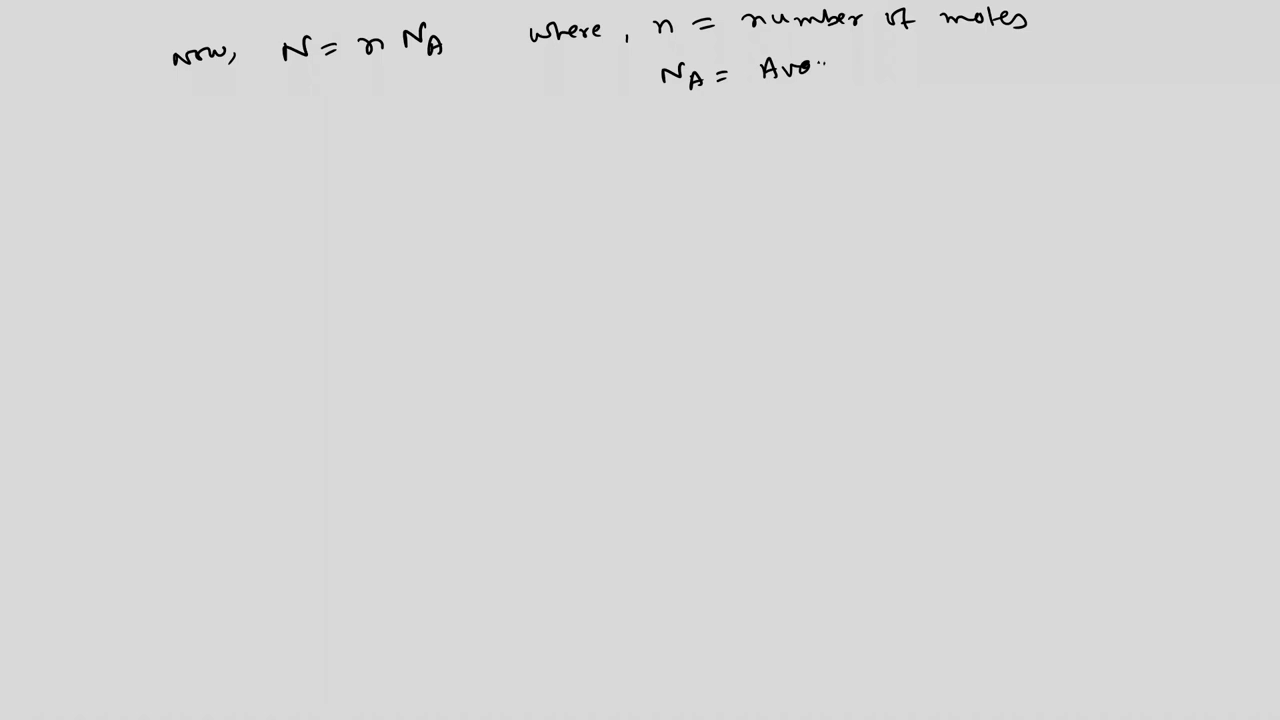 Now, N = n N_A where, n = number of moles
N_A = Avo